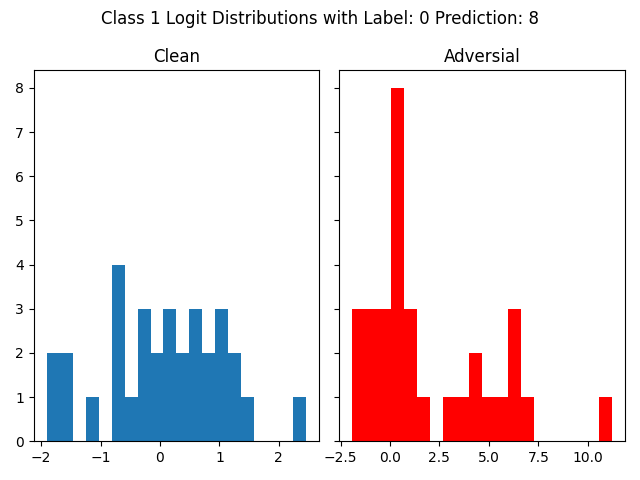 Class 1 Logit Distributions with Label: 0 Prediction: 8
Clean
Adversial
8
7
6
5
4
3
2
1
0
−2 −1 0 1 2
−2.5 0.0 2.5 5.0 7.5 10.0